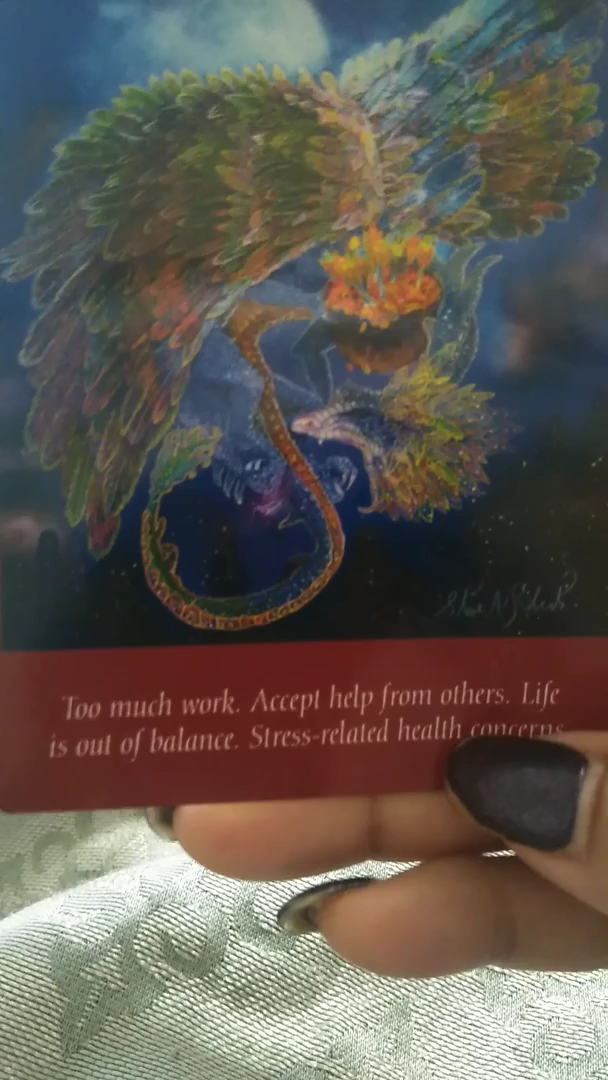 Too much work. Accept help from others. Life
is out of balance. Stress-related health concerns